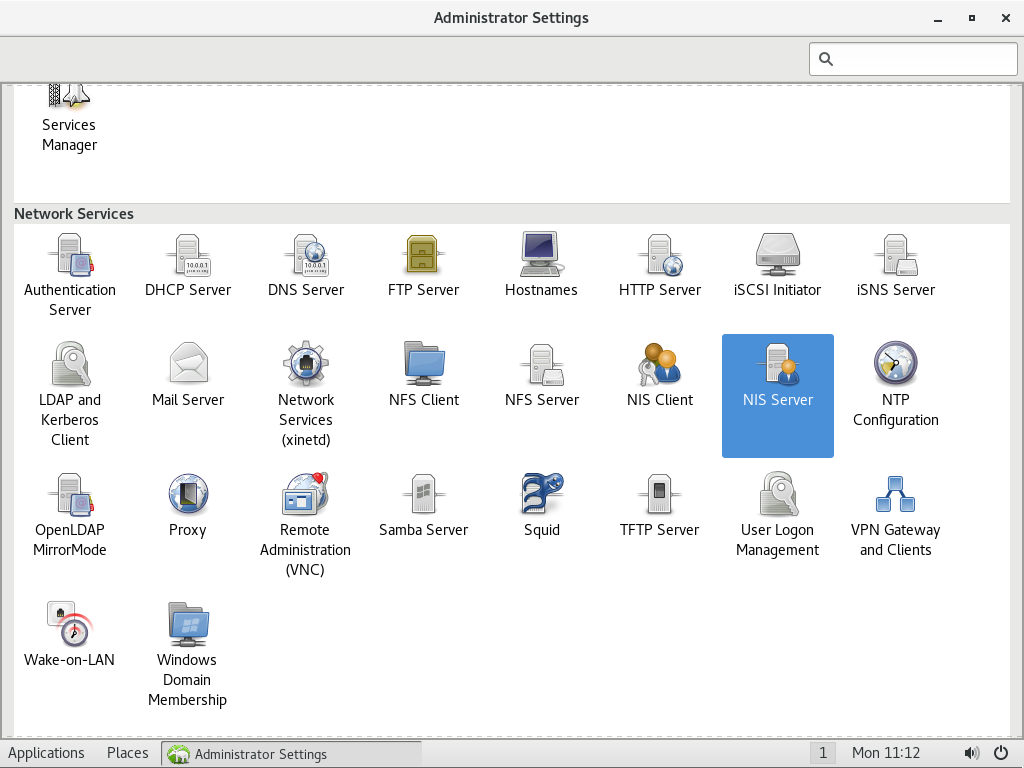 Administrator Settings
Services
Manager
Network Services
Authentication
Server
DHCP Server
DNS Server
FTP Server
Hostnames
HTTP Server
iSCSI Initiator
iSNS Server
LDAP and
Kerberos
Client
Mail Server
Network
Services
(xinetd)
NFS Client
NFS Server
NIS Client
NIS Server
NTP
Configuration
OpenLDAP
MirrorMode
Proxy
Remote
Administration
(VNC)
Samba Server
Squid
TFTP Server
User Logon
Management
VPN Gateway
and Clients
Wake-on-LAN
Windows
Domain
Membership
Applications Places Administrator Settings 1 Mon 11:12